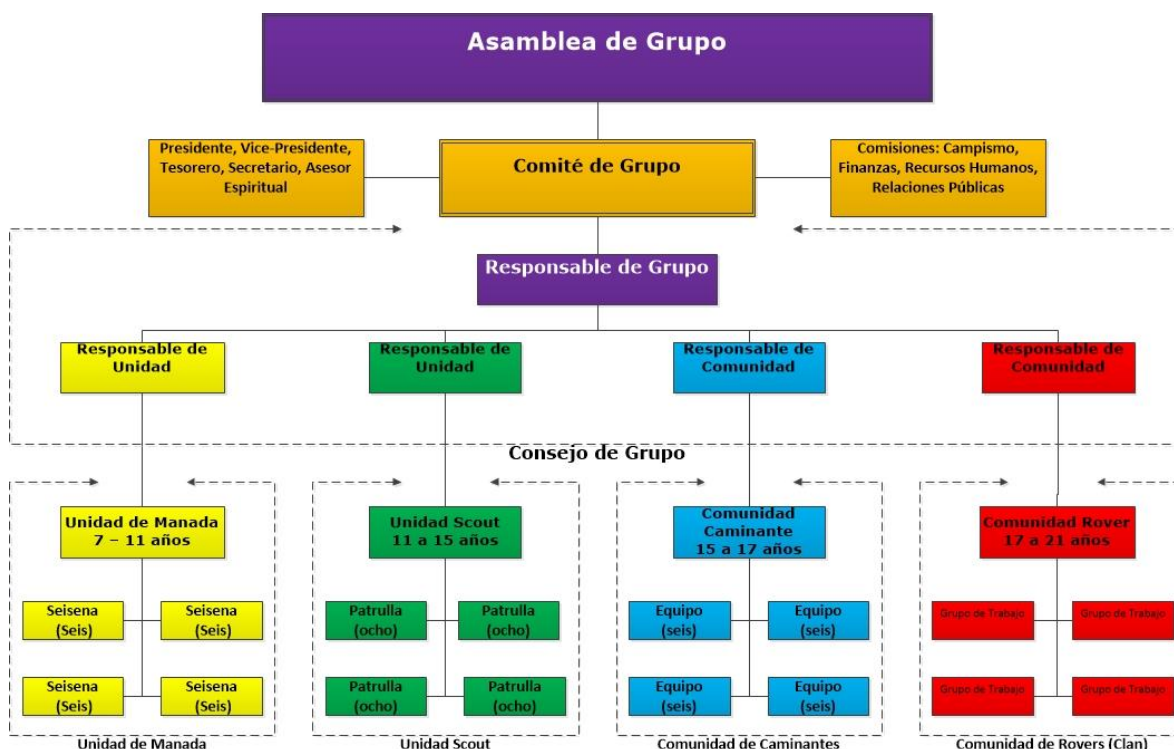 Asamblea de Grupo
Presidente, Vice-Presidente,
Tesorero, Secretario, Asesor
Espiritual
Comité de Grupo
Comisiones: Campismo,
Finanzas, Recursos Humanos,
Relaciones Públicas
Responsable de Grupo
Responsable de
Unidad
Responsable de
Unidad
Responsable de
Comunidad
Responsable de
Comunidad
Consejo de Grupo
Unidad de Manada
7 – 11 años
Unidad Scout
11 a 15 años
Comunidad
Caminante
15 a 17 años
Comunidad Rover
17 a 21 años
Seisena
(Seis)
Seisena
(Seis)
Patrulla
(ocho)
Patrulla
(ocho)
Equipo
(seis)
Equipo
(seis)
Grupo de Trabajo
Grupo de Trabajo
Seisena
(Seis)
Seisena
(Seis)
Patrulla
(ocho)
Patrulla
(ocho)
Equipo
(seis)
Equipo
(seis)
Grupo de Trabajo
Grupo de Trabajo
Unidad de Manada
Unidad Scout
Comunidad de Caminantes
Comunidad de Rovers (Clan)